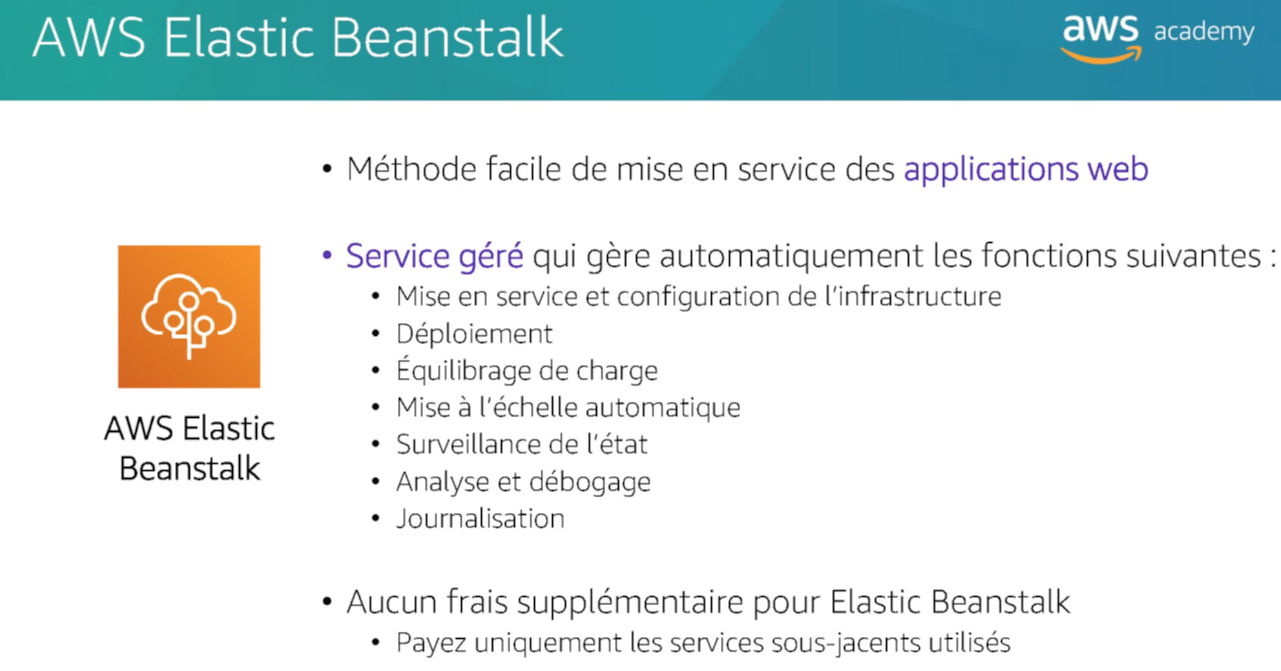 AWS Elastic Beanstalk
aws academy
• Méthode facile de mise en service des applications web
• Service géré qui gère automatiquement les fonctions suivantes :
• Mise en service et configuration de l’infrastructure
• Déploiement
• Équilibrage de charge
• Mise à l’échelle automatique
• Surveillance de l’état
• Analyse et débogage
• Journalisation
AWS Elastic
Beanstalk
• Aucun frais supplémentaire pour Elastic Beanstalk
• Payez uniquement les services sous-jacents utilisés